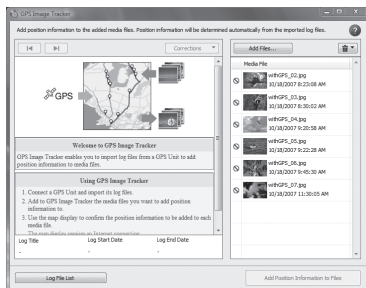 GPS Image Tracker
Add position information to the added media files. Position information will be determined automatically from the imported log files.
Corrections
GPS
Welcome to GPS Image Tracker
GPS Image Tracker enables you to import log files from a GPS Unit to add
position information to media files.
Using GPS Image Tracker
1. Connect a GPS Unit and import its log files.
2. Add to GPS Image Tracker the media files you want to add position
information to.
3. Use the map display to confirm the position information to be added to each
media file.
The map display requires an Internet connection.
Log Title Log Start Date Log End Date
- - -
Log File List
Add Files...
Media File
withGPS_02.jpg
10/18/2007 8:23:08 AM
withGPS_03.jpg
10/18/2007 8:30:02 AM
withGPS_04.jpg
10/18/2007 9:20:58 AM
withGPS_05.jpg
10/18/2007 9:22:28 AM
withGPS_06.jpg
10/18/2007 9:45:30 AM
withGPS_07.jpg
10/18/2007 11:30:05 AM
Add Position Information to Files